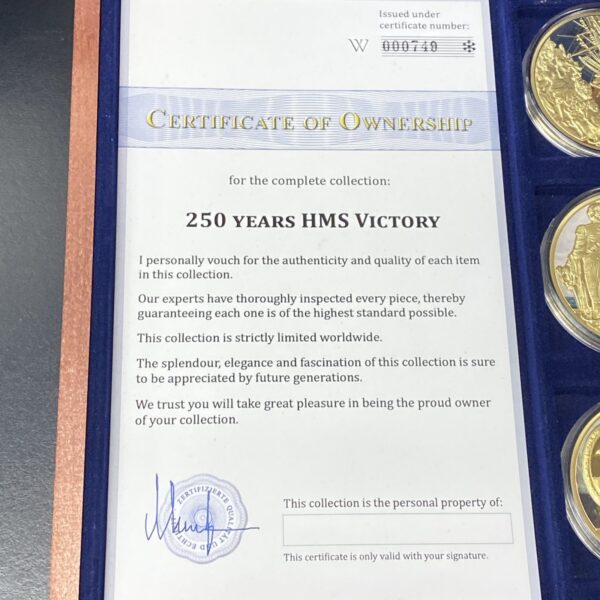 Issued under
certificate number:
W 000749 ✻
CERTIFICATE OF OWNERSHIP
for the complete collection:
250 YEARS HMS VICTORY
I personally vouch for the authenticity and quality of each item
in this collection.
Our experts have thoroughly inspected every piece, thereby
guaranteeing each one is of the highest standard possible.
This collection is strictly limited worldwide.
The splendour, elegance and fascination of this collection is sure
to be appreciated by future generations.
We trust you will take great pleasure in being the proud owner
of your collection.
ZERTIFIZIERTE QUALITÄT UND ECHTHEIT
This collection is the personal property of:
This certificate is only valid with your signature.